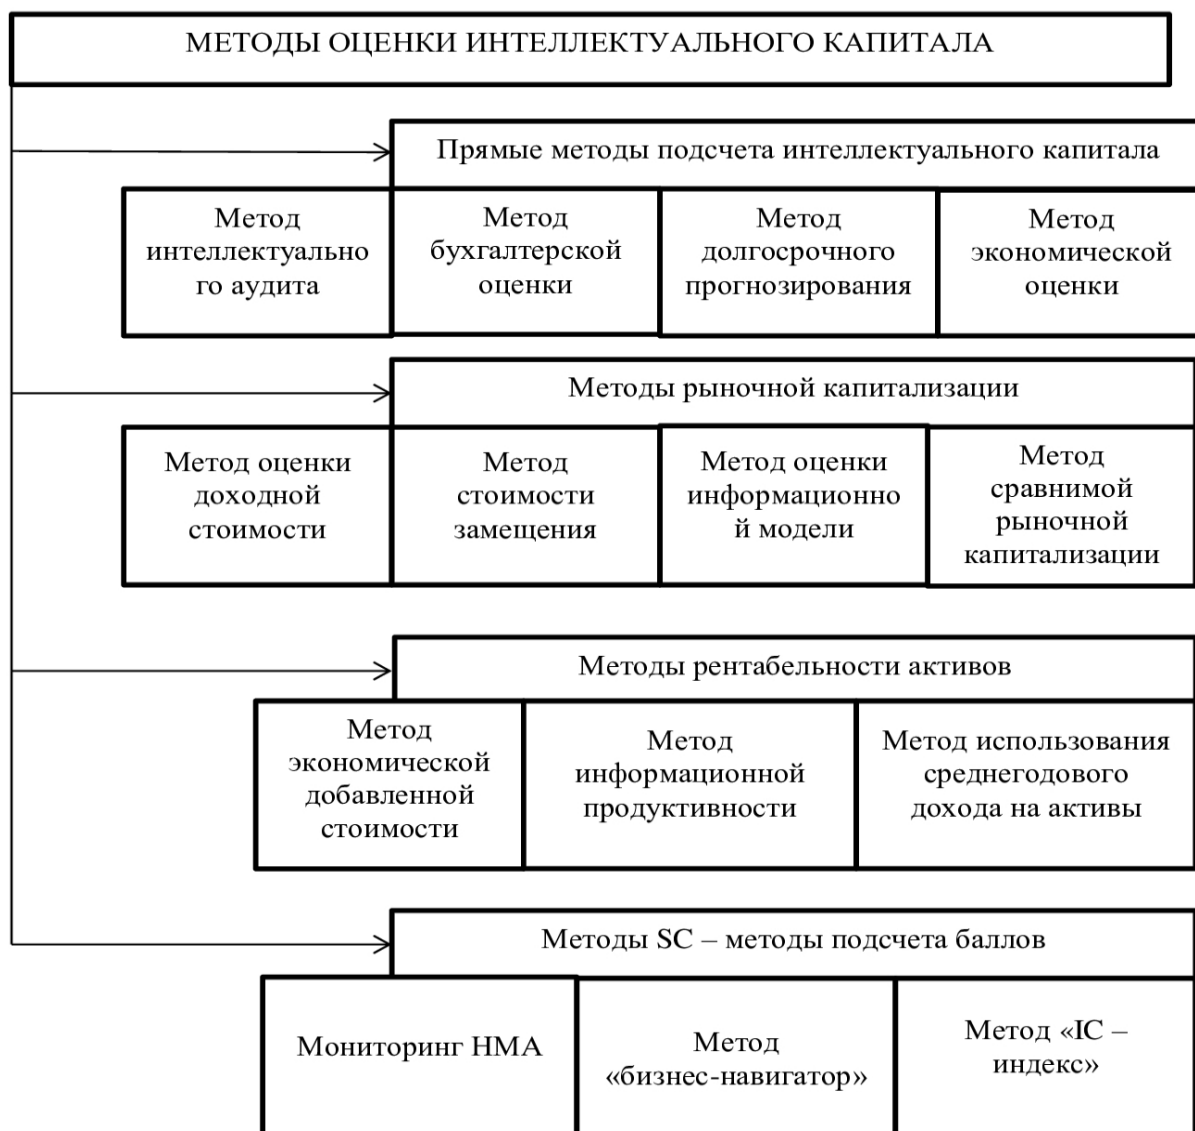 МЕТОДЫ ОЦЕНКИ ИНТЕЛЛЕКТУАЛЬНОГО КАПИТАЛА
Прямые методы подсчета интеллектуального капитала
Метод
интеллектуально
го аудита
Метод
бухгалтерской
оценки
Метод
долгосрочного
прогнозирования
Метод
экономической
оценки
Методы рыночной капитализации
Метод оценки
доходной
стоимости
Метод
стоимости
замещения
Метод оценки
информационно
й модели
Метод
сравнимой
рыночной
капитализации
Методы рентабельности активов
Метод
экономической
добавленной
стоимости
Метод
информационной
продуктивности
Метод использования
среднегодового
дохода на активы
Методы SC – методы подсчета баллов
Мониторинг НМА
Метод
«бизнес-навигатор»
Метод «IC –
индекс»